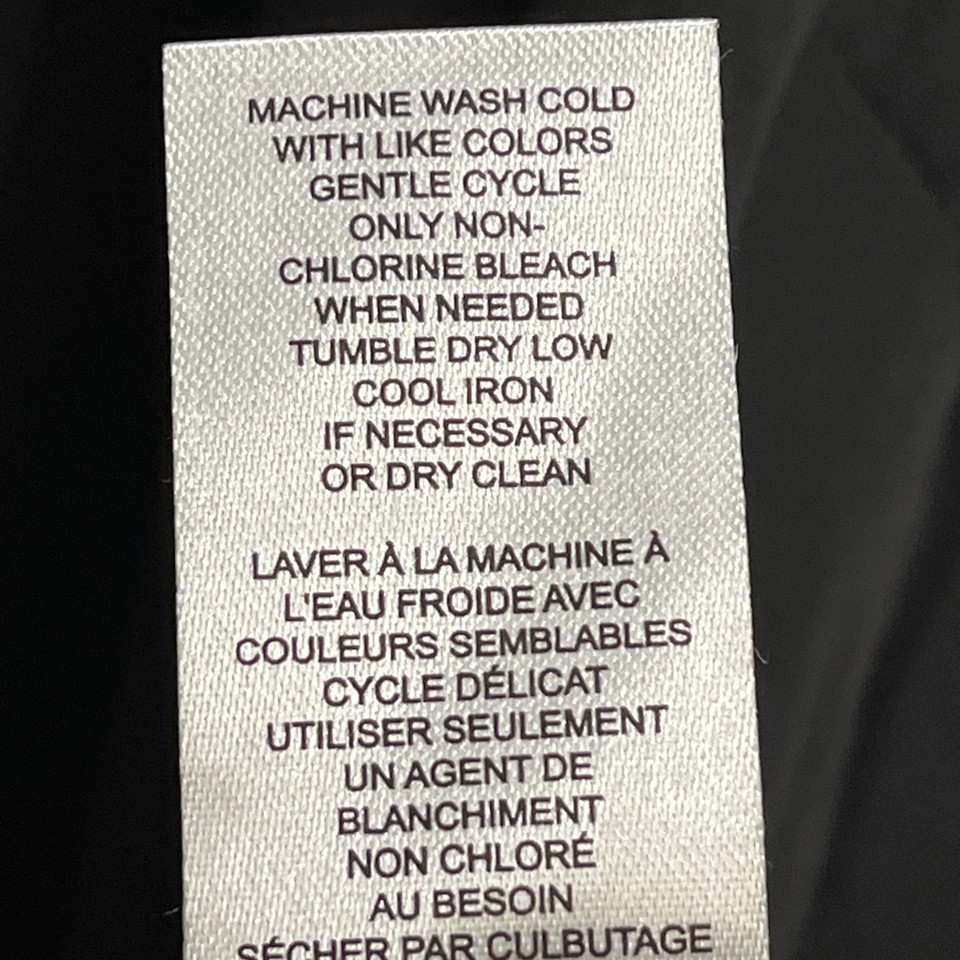 MACHINE WASH COLD
WITH LIKE COLORS
GENTLE CYCLE
ONLY NON-
CHLORINE BLEACH
WHEN NEEDED
TUMBLE DRY LOW
COOL IRON
IF NECESSARY
OR DRY CLEAN
LAVER À LA MACHINE À
L'EAU FROIDE AVEC
COULEURS SEMBLABLES
CYCLE DÉLICAT
UTILISER SEULEMENT
UN AGENT DE
BLANCHIMENT
NON CHLORÉ
AU BESOIN
SÉCHER PAR CULBUTAGE